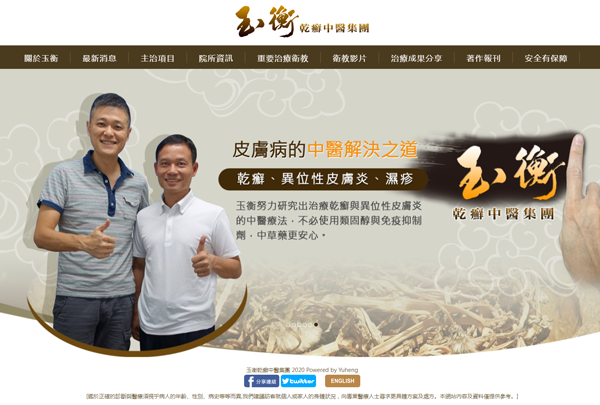 玉衡 乾癬中醫集團
關於玉衡 最新消息 主治項目 院所資訊 重要治療衛教 衛教影片 治療成果分享 著作報刊 安全有保障
皮膚病的中醫解決之道
乾癬、異位性皮膚炎、濕疹
玉衡努力研究出治療乾癬與異位性皮膚炎
的中醫療法，不必使用類固醇與免疫抑制
劑，中草藥更安心。
玉衡
乾癬中醫集團
玉衡乾癬中醫集團 2020 Powered by Yuheng
分享連結 twitter ENGLISH